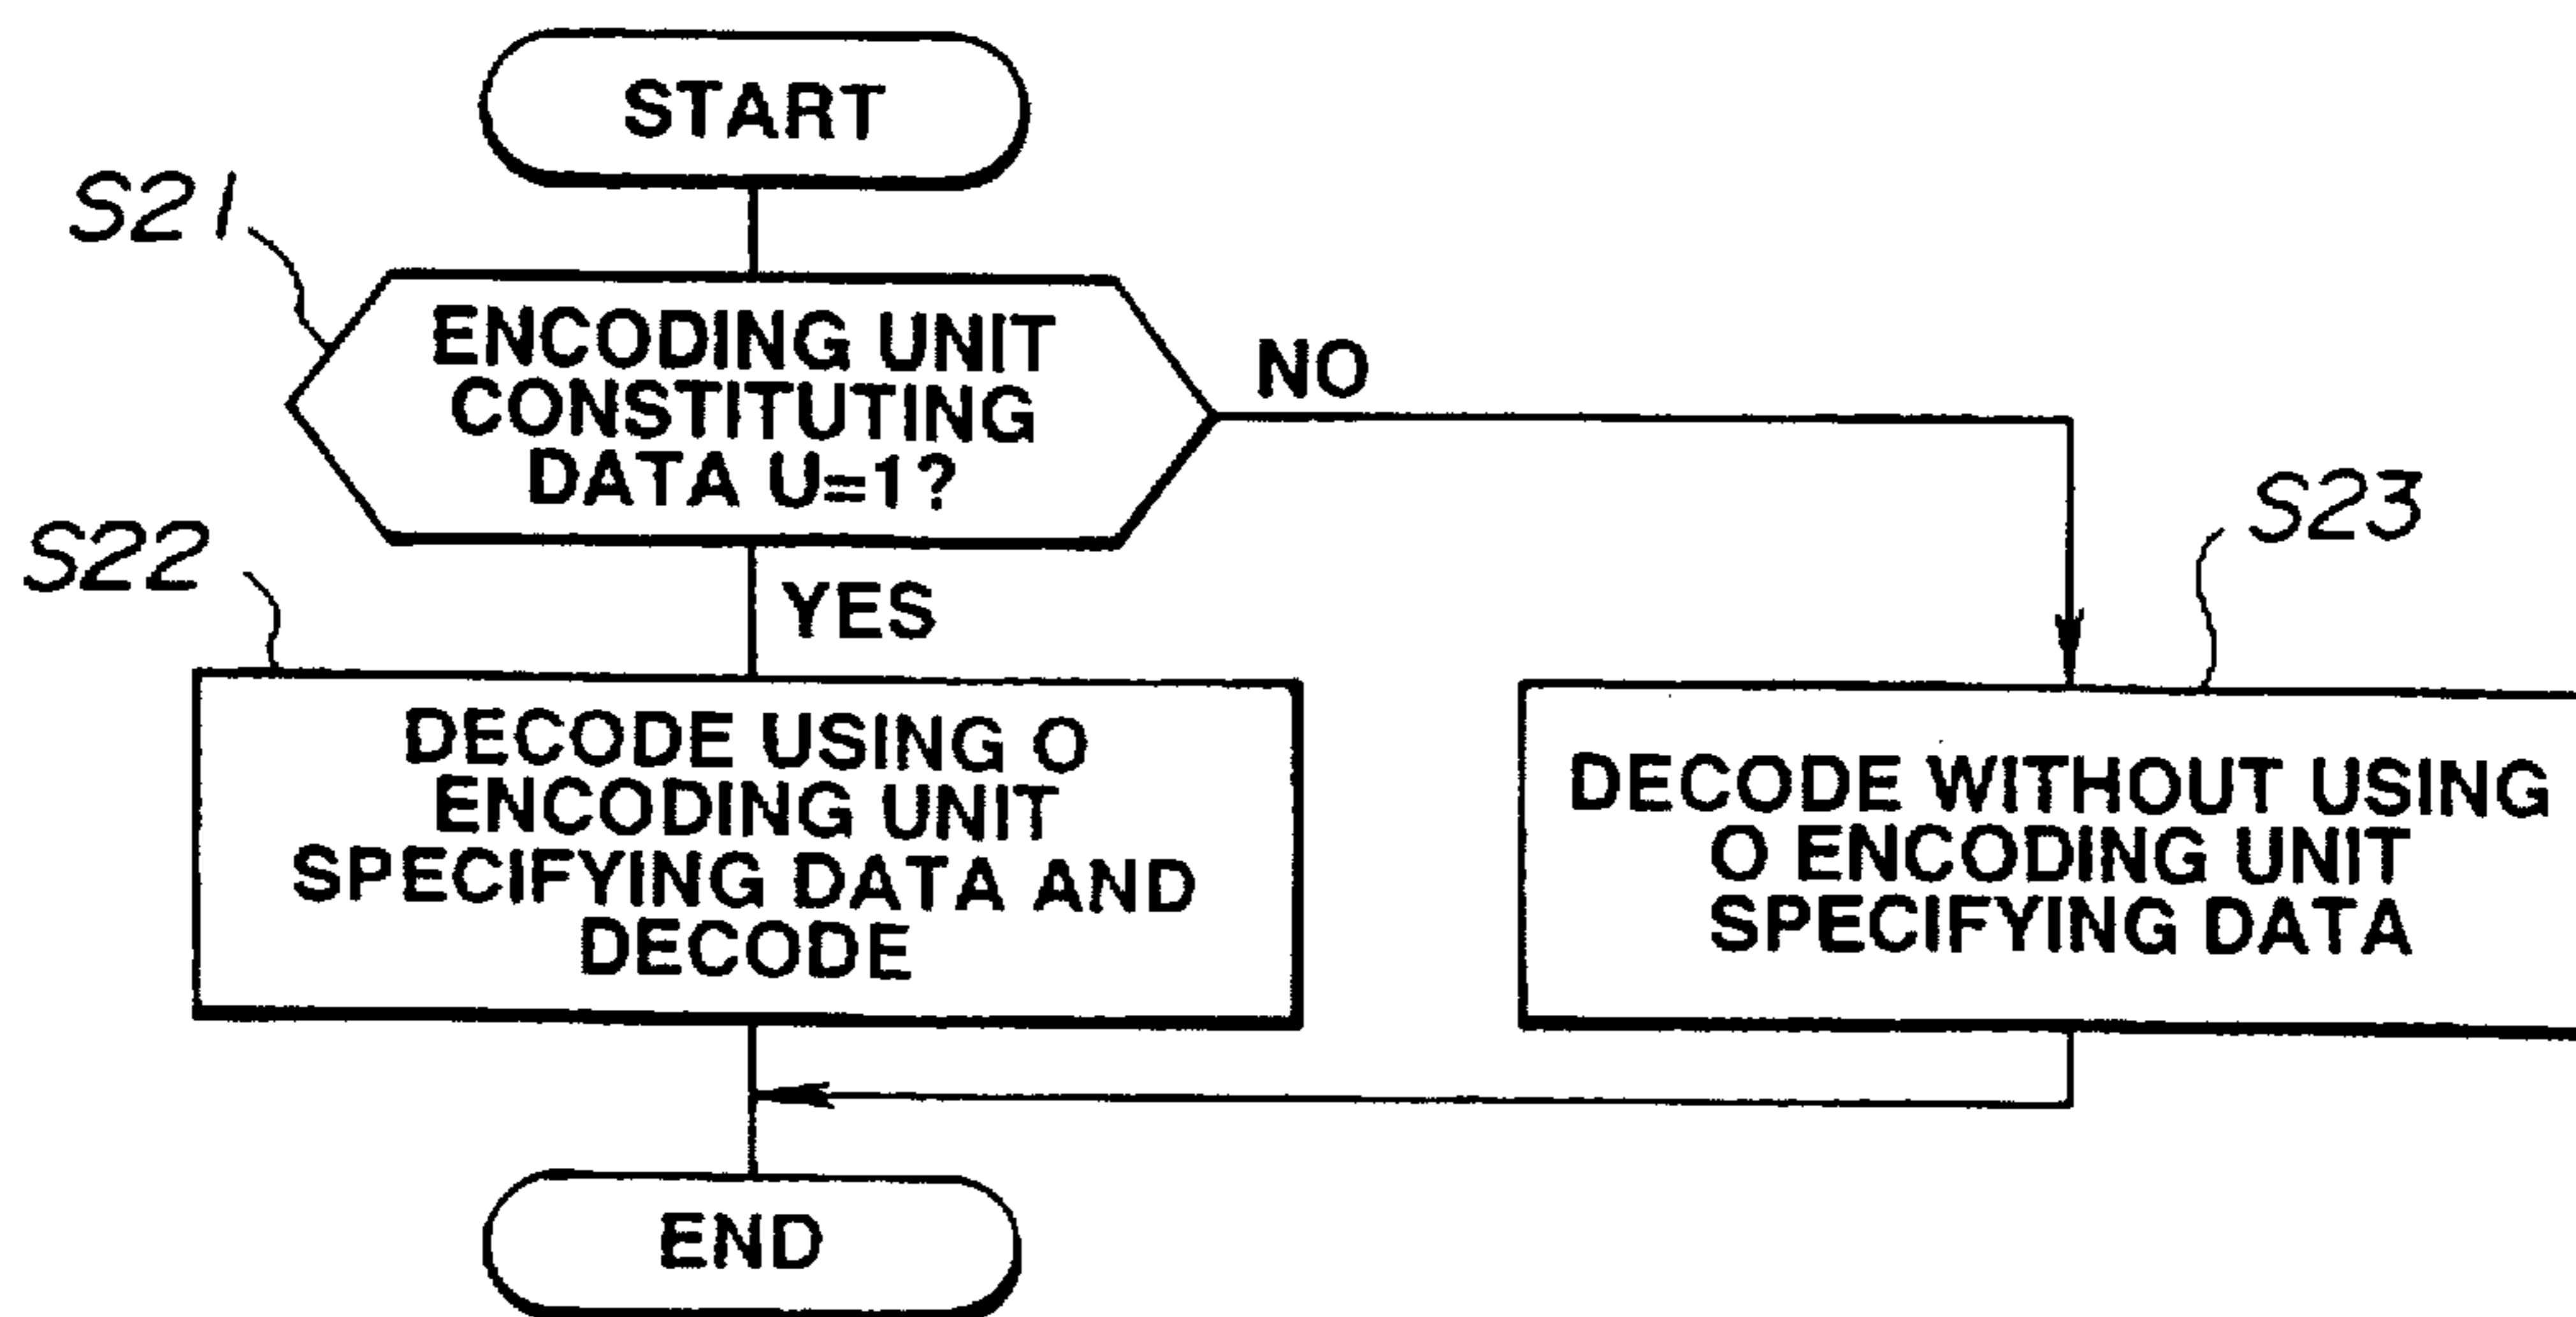 START
S21
ENCODING UNIT
CONSTITUTING
DATA U=1?
NO
YES
S22
DECODE USING O
ENCODING UNIT
SPECIFYING DATA AND
DECODE
S23
DECODE WITHOUT USING
O ENCODING UNIT
SPECIFYING DATA
END